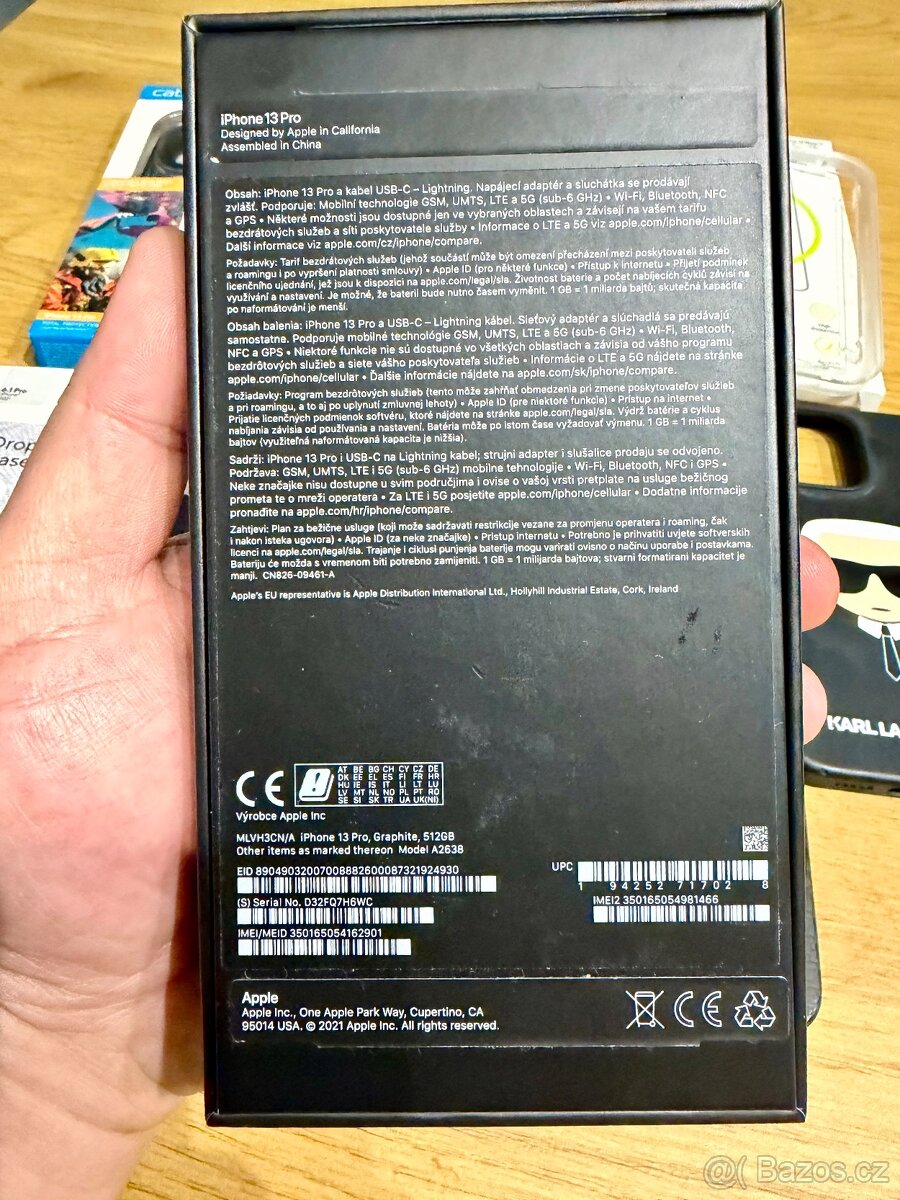 iPhone 13 Pro
Designed by Apple in California
Assembled in China
Obsah: iPhone 13 Pro a kabel USB-C – Lightning. Napájecí adaptér a sluchátka se prodávají
zvlášť. Podporuje: Mobilní technologie GSM, UMTS, LTE a 5G (sub-6 GHz) • Wi-Fi, Bluetooth, NFC
a GPS • Některé možnosti jsou dostupné jen ve vybraných oblastech a závisejí na vašem tarifu
bezdrátových služeb a síti poskytovatele služby • Informace o LTE a 5G viz apple.com/cz/iphone/cellular •
Další informace viz apple.com/cz/iphone/compare.
Požadavky: Tarif bezdrátových služeb (jehož součástí může být omezení přecházení mezi poskytovateli služeb
a roamingu i po vypršení platnosti smlouvy) • Apple ID (pro některé funkce) • Přístup k internetu • Přijetí podmínek
licenčního ujednání, jež jsou k dispozici na apple.com/legal/sla. Životnost baterie a počet nabíjecích cyklů závisí na
využívání a nastavení. Je možné, že baterii bude nutno časem vyměnit. 1 GB = 1 miliarda bajtů; skutečná kapacita
po naformátování je menší.
Obsah balenia: iPhone 13 Pro a USB-C – Lightning kábel. Sieťový adaptér a slúchadlá sa predávajú
samostatne. Podporuje mobilné technológie GSM, UMTS, LTE a 5G (sub-6 GHz) • Wi-Fi, Bluetooth,
NFC a GPS • Niektoré funkcie nie sú dostupné vo všetkých oblastiach a závisia od vášho programu
bezdrôtových služieb a siete vášho poskytovateľa služieb • Informácie o LTE a 5G nájdete na stránke
apple.com/iphone/cellular • Ďalšie informácie nájdete na apple.com/sk/iphone/compare.
Požiadavky: Program bezdrôtových služieb (tento môže zahŕňať obmedzenia pri zmene poskytovateľov služieb
a pri roamingu, a to aj po uplynutí zmluvnej lehoty) • Apple ID (pre niektoré funkcie) • Prístup na internet •
Prijatie licenčných podmienok softvéru, ktoré nájdete na stránke apple.com/legal/sla. Výdrž batérie a cyklus
nabíjania závisia od používania a nastavenia. Batéria môže po istom čase vyžadovať výmenu. 1 GB = 1 miliarda
bajtov (využiteľná naformátovaná kapacita je nižšia).
Sadrži: iPhone 13 Pro i USB-C na Lightning kabel; strujni adapter i slušalice prodaju se odvojeno.
Podržava: GSM, UMTS, LTE i 5G (sub-6 GHz) mobilne tehnologije • Wi-Fi, Bluetooth, NFC i GPS •
Neke značajke nisu dostupne u svim područjima i ovise o vašoj vrsti pretplate na usluge bežičnog
prometa te o mreži operatera • Za LTE i 5G posjetite apple.com/iphone/cellular • Dodatne informacije
pronađite na apple.com/hr/iphone/compare.
Zahtjevi: Plan za bežične usluge (koji može sadržavati restrikcije vezane za promjenu operatera i roaming, čak
i nakon isteka ugovora) • Apple ID (za neke značajke) • Pristup internetu • Potrebno je prihvatiti uvjete softverskih
licenci na apple.com/legal/sla. Trajanje i ciklusi punjenja baterije mogu varirati ovisno o načinu uporabe i postavkama.
Bateriju će možda s vremenom biti potrebno zamijeniti. 1 GB = 1 milijarda bajtova; stvarni formatirani kapacitet je
manji. CN826-09461-A
Apple's EU representative is Apple Distribution International Ltd., Hollyhill Industrial Estate, Cork, Ireland
CE
AT BE BG CH CY CZ DE
DK EE EL ES FI FR HR
HU IE IS IT LI LT LU
LV MT NL NO PL PT RO
SE SI SK TR UA UK(NI)
Výrobce Apple Inc
MLVH3CN/A iPhone 13 Pro, Graphite, 512GB
Other items as marked thereon Model A2638
EID 89049032007008882600087321924930
UPC
1 94252 71702 8
(S) Serial No. D32FQ7H6WC
IMEI2 350165054981466
IMEI/MEID 350165054162901
Apple
Apple Inc., One Apple Park Way, Cupertino, CA
95014 USA. © 2021 Apple Inc. All rights reserved.
CE
KARL LA
@( Bazos.cz